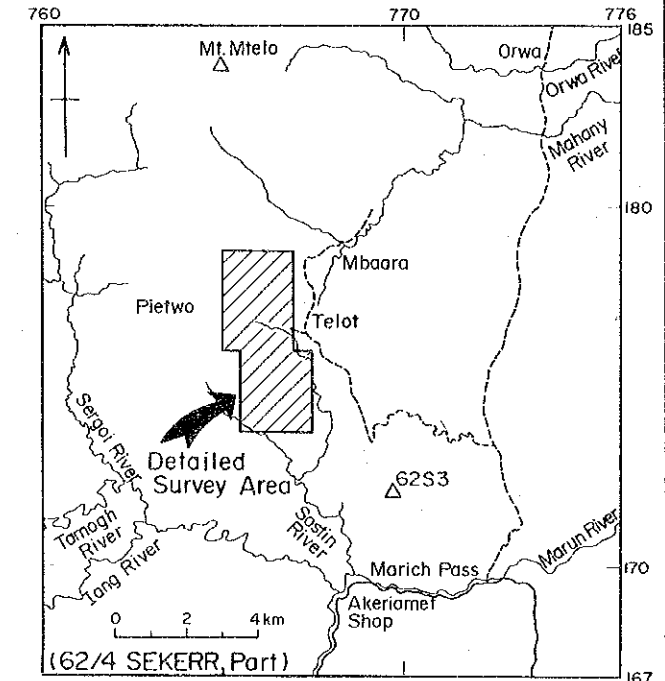 760
770
776
185
Mt. Mtelo
Orwa
Orwa River
Mahany
River
180
Mbaara
Pietwo
Telot
Sergoi River
Detailed
Survey Area
62S3
Tamogh
River
Iang River
Sostin
River
Marun River
170
Marich Pass
Akeriamet
Shop
0 2 4 km
(62/4 SEKERR, Part)
167